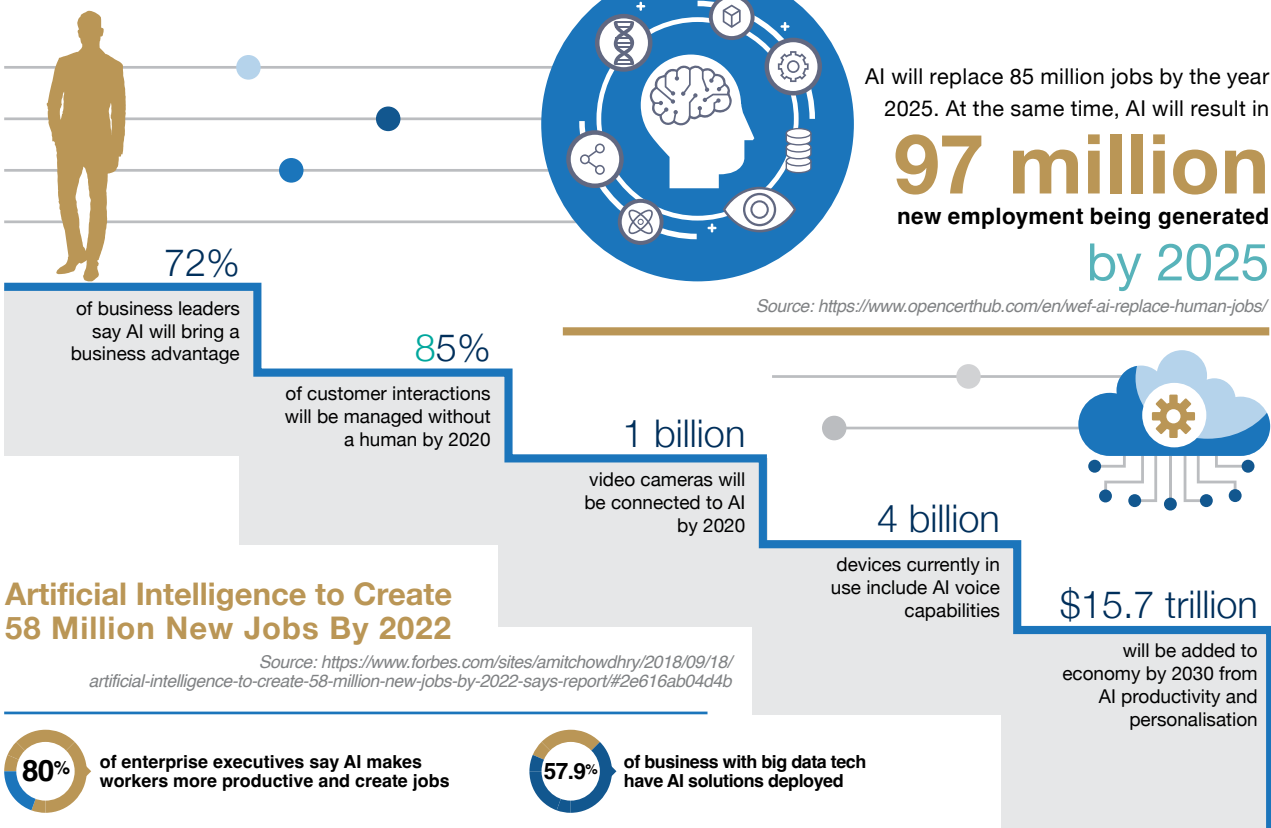 AI will replace 85 million jobs by the year
2025. At the same time, AI will result in
97 million
new employment being generated
by 2025
Source: https://www.opencerthub.com/en/wef-ai-replace-human-jobs/
72%
of business leaders
say AI will bring a
business advantage
85%
of customer interactions
will be managed without
a human by 2020
1 billion
video cameras will
be connected to AI
by 2020
4 billion
devices currently in
use include AI voice
capabilities
$15.7 trillion
will be added to
economy by 2030 from
AI productivity and
personalisation
Artificial Intelligence to Create
58 Million New Jobs By 2022
Source: https://www.forbes.com/sites/amitchowdhry/2018/09/18/
artificial-intelligence-to-create-58-million-new-jobs-by-2022-says-report/#2e616ab04d4b
80%
of enterprise executives say AI makes
workers more productive and create jobs
57.9%
of business with big data tech
have AI solutions deployed